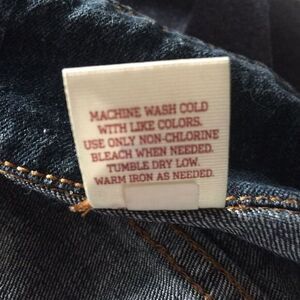 MACHINE WASH COLD
WITH LIKE COLORS.
USE ONLY NON-CHLORINE
BLEACH WHEN NEEDED.
TUMBLE DRY LOW.
WARM IRON AS NEEDED.